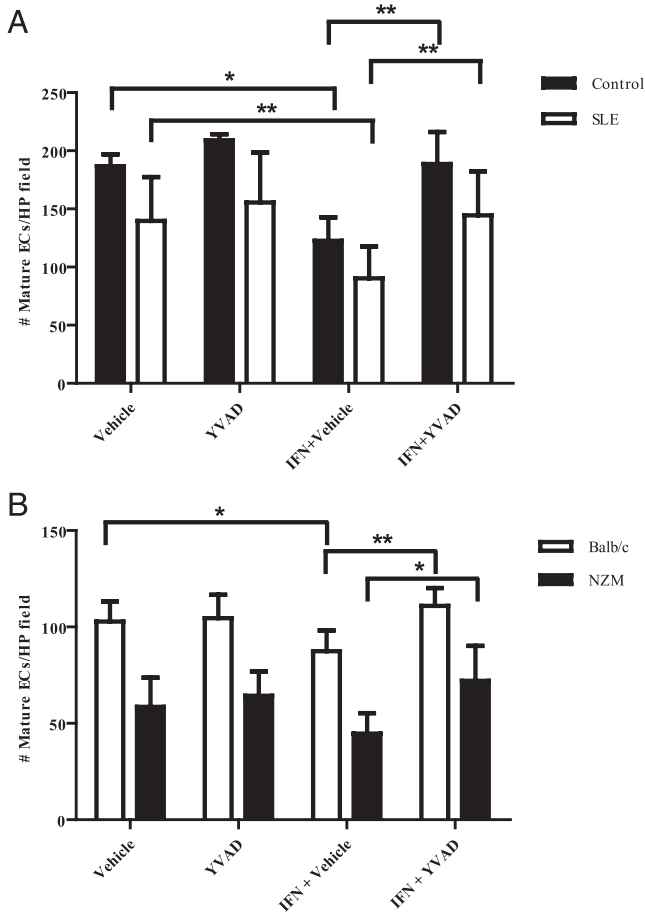 A
**
**
*
**
Control
SLE
# Mature ECs/HP field
250
200
150
100
50
0
Vehicle
YVAD
IFN+Vehicle
IFN+YVAD
B
*
**
*
Balb/c
NZM
# Mature ECs/HP field
150
100
50
0
Vehicle
YVAD
IFN + Vehicle
IFN + YVAD